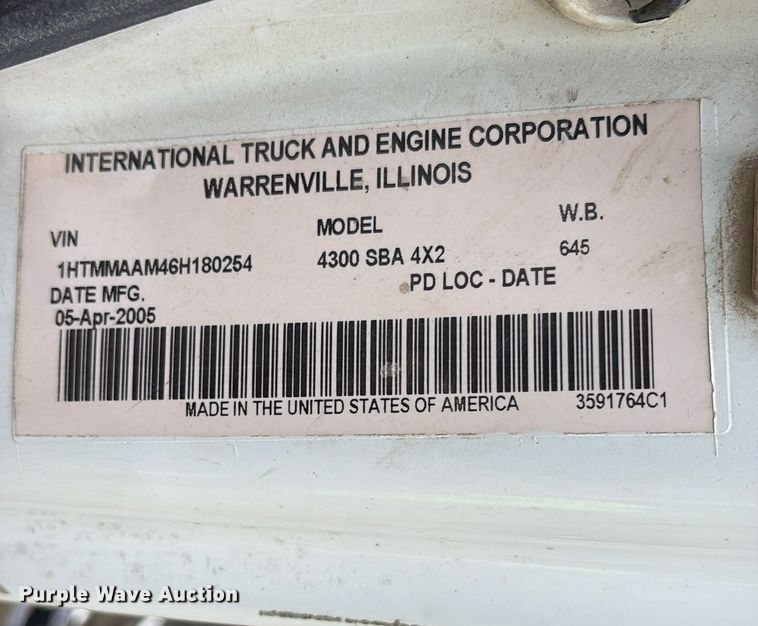 INTERNATIONAL TRUCK AND ENGINE CORPORATION
WARRENVILLE, ILLINOIS
VIN MODEL W.B.
1HTMMAAM46H180254 4300 SBA 4X2 645
DATE MFG. PD LOC - DATE
05-Apr-2005
MADE IN THE UNITED STATES OF AMERICA 3591764C1
Purple Wave Auction